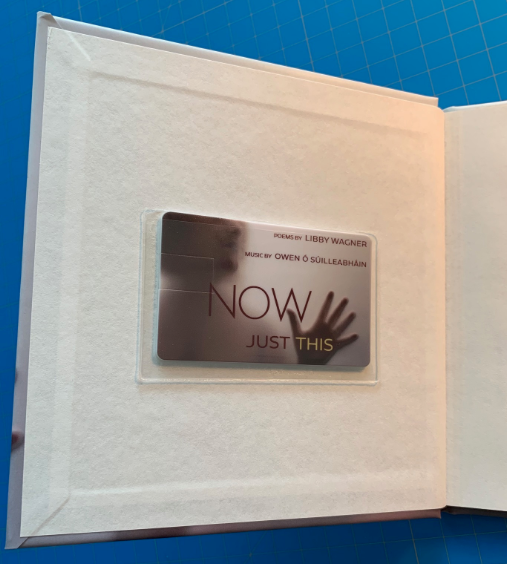 POEMS BY LIBBY WAGNER
MUSIC BY OWEN Ó SÚILLEABHÁIN
NOW
JUST THIS